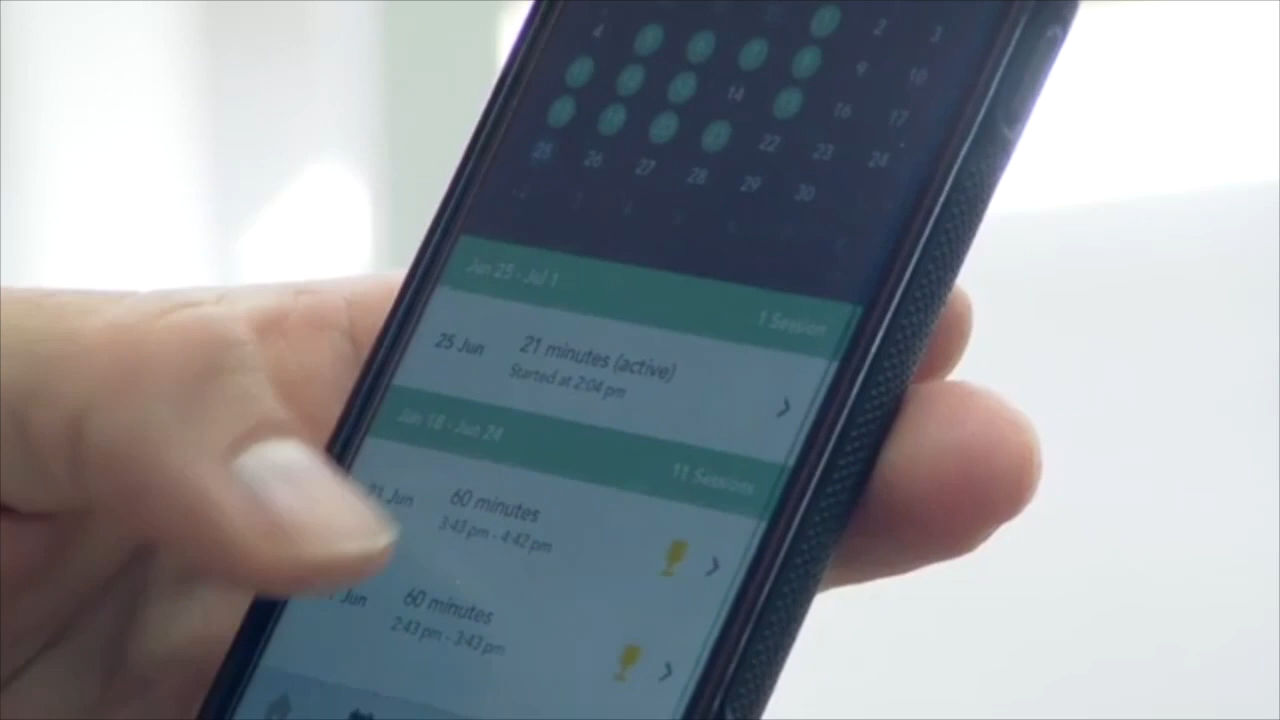 2 3
4 9 10
14 16 17
22 23 24
25 26 27 28 29 30
Jun 25 - Jul 1
1 Session
25 Jun 21 minutes (active)
Started at 2:04 pm
Jun 18 - Jun 24
11 Sessions
21 Jun 60 minutes
3:43 pm - 4:42 pm
Jun 60 minutes
2:43 pm - 3:43 pm